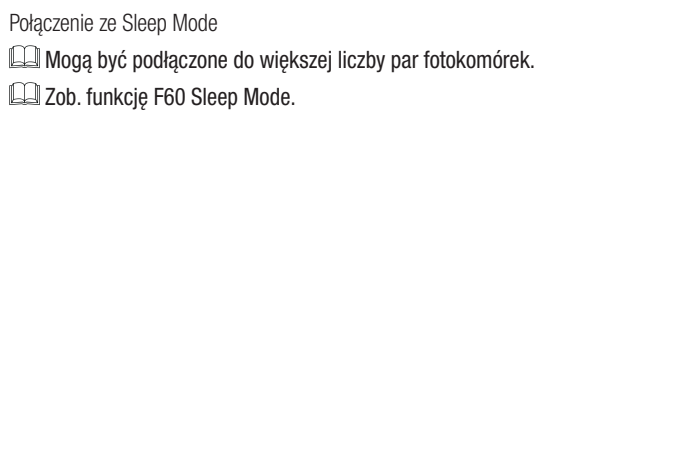 Połączenie ze Sleep Mode
Mogą być podłączone do większej liczby par fotokomórek.
Zob. funkcję F60 Sleep Mode.